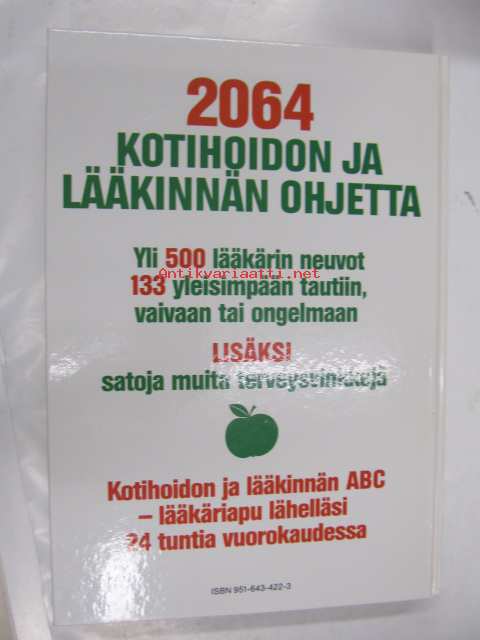 2064
KOTIHOIDON JA
LÄÄKINNÄN OHJETTA
Yli 500 lääkärin neuvot
Antikvariaatti.net
133 yleisimpään tautiin,
vaivaan tai ongelmaan
LISÄKSI
satoja muita terveysvinkkejä
Kotihoidon ja lääkinnän ABC
– lääkäriapu lähelläsi
24 tuntia vuorokaudessa
ISBN 951-643-422-3